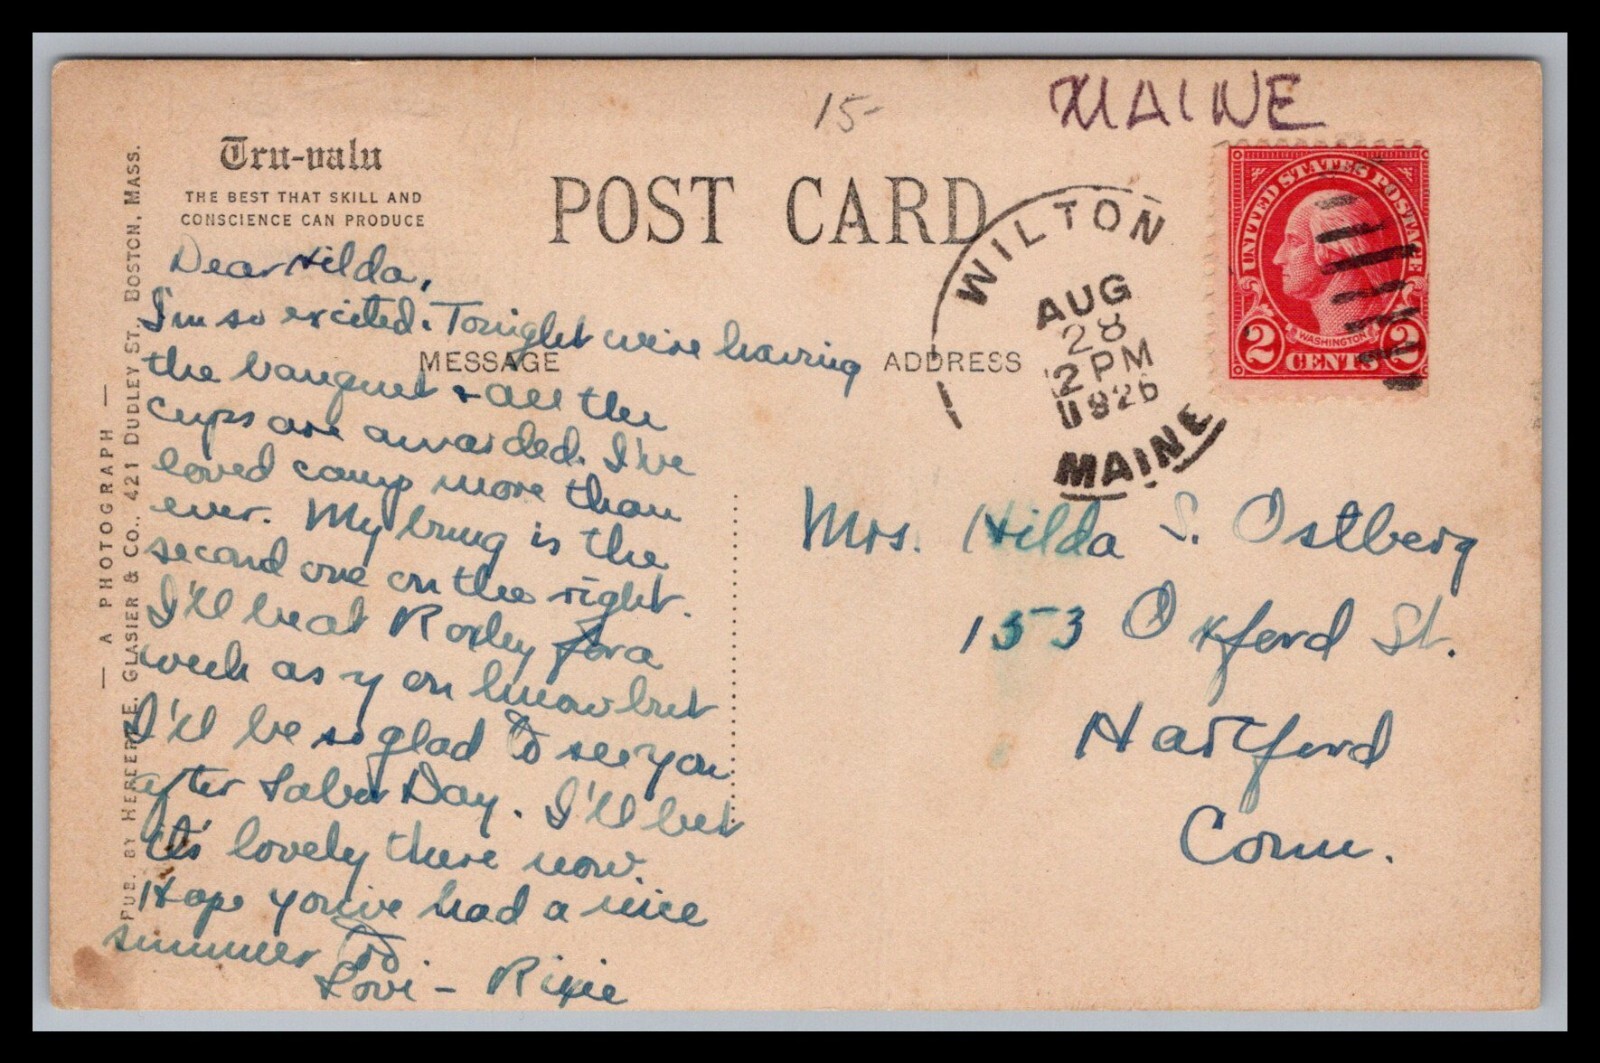 15-
MAINE
Tru-valu
THE BEST THAT SKILL AND
CONSCIENCE CAN PRODUCE
POST CARD
MESSAGE
ADDRESS
— A PHOTOGRAPH —
PUB. BY GLASIER & CO., 421 DUDLEY ST. BOSTON, MASS.
WILTON
AUG
28
2 PM
1926
MAINE
UNITED STATES POSTAGE
WASHINGTON
2 CENTS 2
Dear Hilda,
I'm so excited. Tonight we're having
the banquet + all the
cups are awarded. I've
loved camp more than
ever. My bung is the
second one on the right.
I'll be at Roxley for a
week as y ou know but
I'll be so glad to see you
after Labor Day. I'll bet
it's lovely there now.
Hope you've had a nice
summer too
Love - Rixie
Mrs. Hilda S. Ostberg
153 Oxford St.
Hartford
Conn.